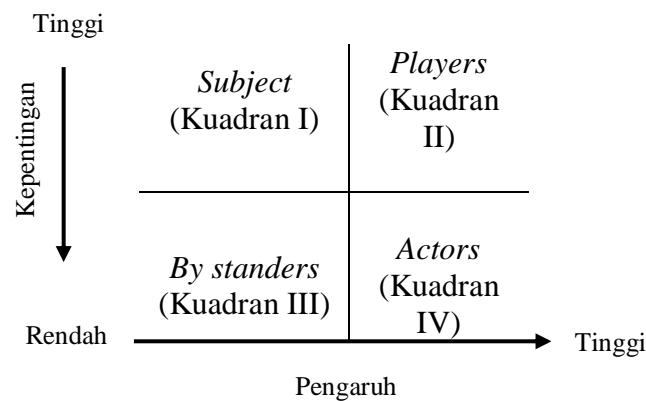 Tinggi
Subject
(Kuadran I)
Players
(Kuadran
II)
Kepentingan
By standers
(Kuadran III)
Actors
(Kuadran
IV)
Rendah
Tinggi
Pengaruh